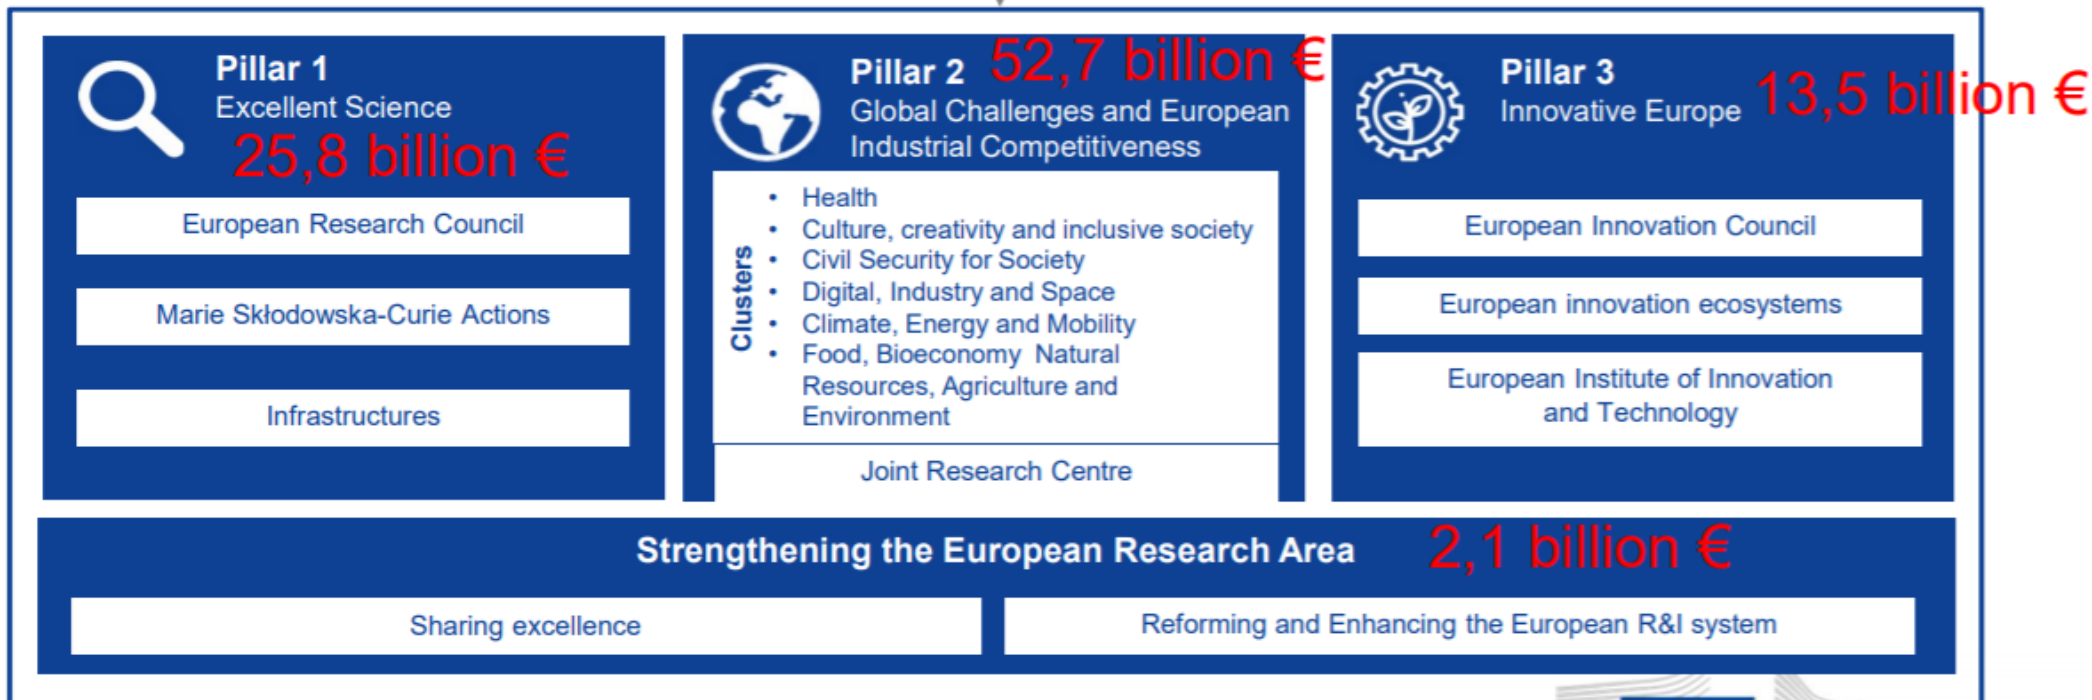 Pillar 1
Excellent Science
25,8 billion €
European Research Council
Marie Skłodowska-Curie Actions
Infrastructures
Pillar 2 52,7 billion €
Global Challenges and European
Industrial Competitiveness
Clusters
• Health
• Culture, creativity and inclusive society
• Civil Security for Society
• Digital, Industry and Space
• Climate, Energy and Mobility
• Food, Bioeconomy Natural
Resources, Agriculture and
Environment
Joint Research Centre
Pillar 3
Innovative Europe 13,5 billion €
European Innovation Council
European innovation ecosystems
European Institute of Innovation
and Technology
Strengthening the European Research Area 2,1 billion €
Sharing excellence
Reforming and Enhancing the European R&I system